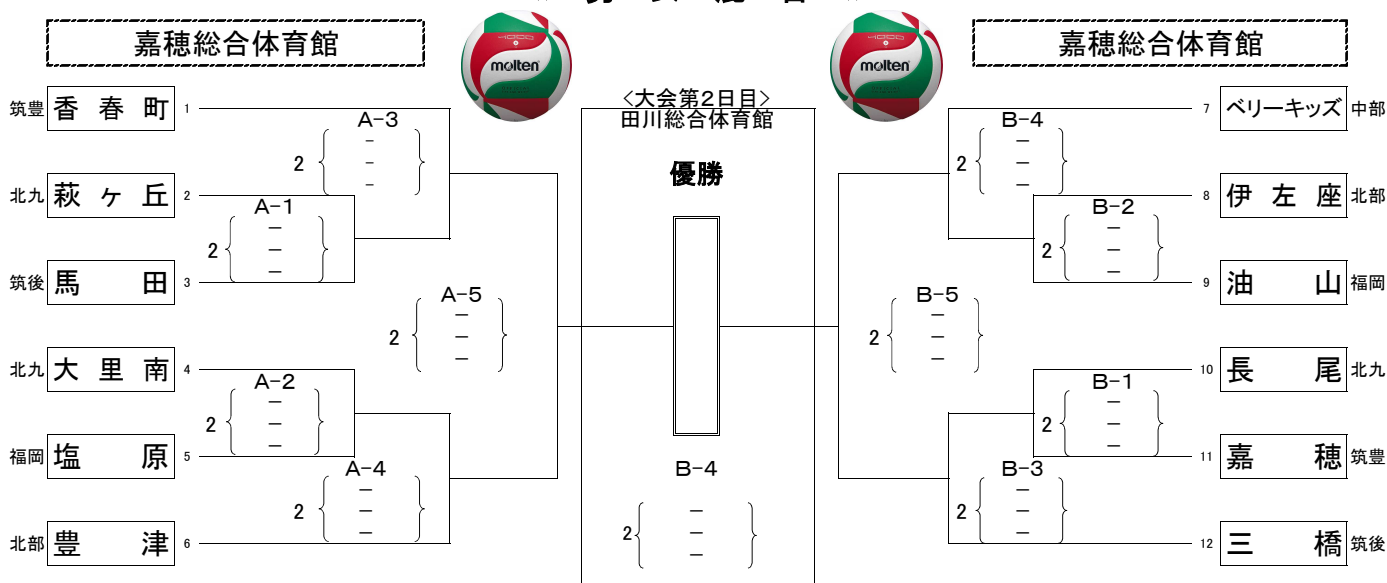 嘉穂総合体育館
嘉穂総合体育館
molten
molten
<大会第2日目>
田川総合体育館
優勝
筑豊 香春町 1
北九 萩ヶ丘 2
筑後 馬田 3
北九 大里南 4
福岡 塩原 5
北部 豊津 6
A-3
2 - - -
A-1
2 - - -
A-5
2 - - -
A-2
2 - - -
A-4
2 - - -
B-4
2 - - -
B-4
2 - - -
B-2
2 - - -
B-5
2 - - -
B-1
2 - - -
B-3
2 - - -
7 ベリーキッズ 中部
8 伊左座 北部
9 油山 福岡
10 長尾 北九
11 嘉穂 筑豊
12 三橋 筑後